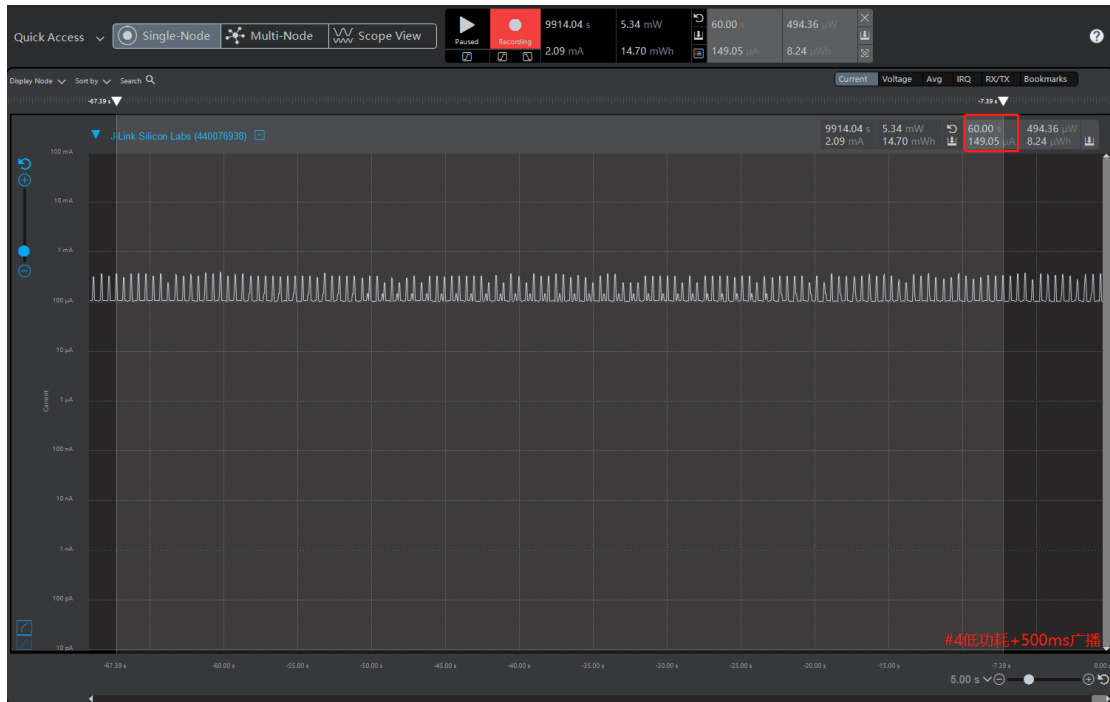 Quick Access
Single-Node
Multi-Node
Scope View
Paused
Recording
9914.04 s
5.34 mW
2.09 mA
14.70 mWh
60.00 s
494.36 µW
149.05 µA
8.24 µWh
?
Display Node
Sort by
Search
Current
Voltage
Avg
IRQ
RX/TX
Bookmarks
-67.39 s
-7.39 s
J-Link Silicon Labs (440076938)
9914.04 s 5.34 mW 60.00 s 494.36 µW
2.09 mA 14.70 mWh 149.05 µA 8.24 µWh
100 mA
10 mA
1 mA
100 µA
10 µA
1 µA
100 nA
10 nA
1 nA
100 pA
10 pA
Current
#4低功耗+500ms广播
-67.39 s
-60.00 s
-55.00 s
-50.00 s
-45.00 s
-40.00 s
-35.00 s
-30.00 s
-25.00 s
-20.00 s
-15.00 s
-7.39 s
0.00
5.00 s